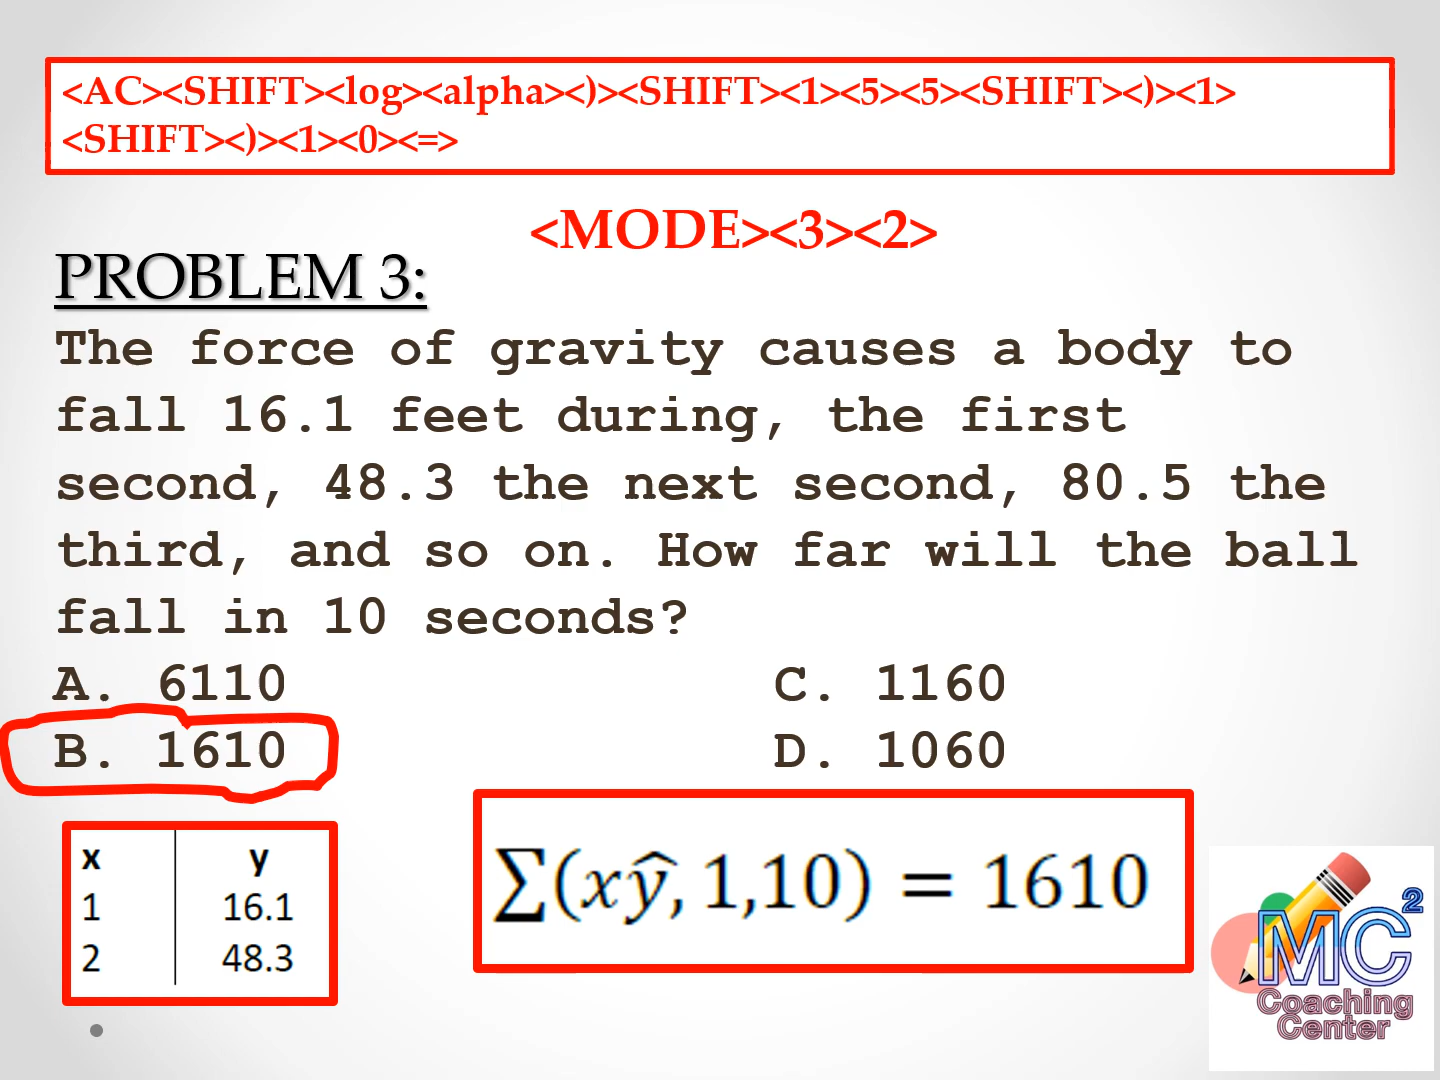 <AC><SHIFT><log><alpha><)><SHIFT><1><5><5><SHIFT><)><1>
<SHIFT><)><1><0><=>
<MODE><3><2>
PROBLEM 3:
The force of gravity causes a body to
fall 16.1 feet during, the first
second, 48.3 the next second, 80.5 the
third, and so on. How far will the ball
fall in 10 seconds?
A. 6110 C. 1160
B. 1610 D. 1060
x y
1 16.1
2 48.3
∑(xŷ, 1,10) = 1610
MC²
Coaching
Center